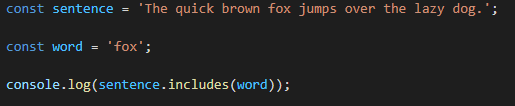 const sentence = 'The quick brown fox jumps over the lazy dog.';
const word = 'fox';
console.log(sentence.includes(word));